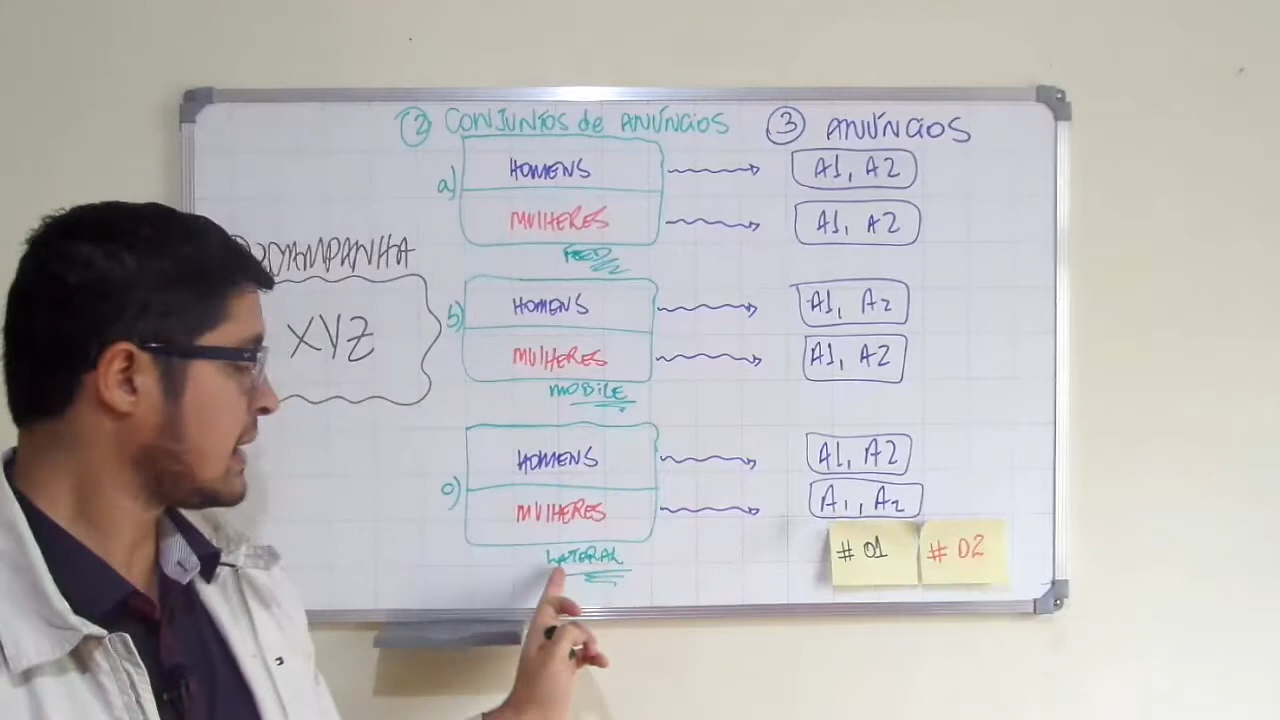 CAMPANHA
XYZ
② CONJUNTOS de ANÚNCIOS
a) HOMENS
MULHERES
FEED
b) HOMENS
MULHERES
MOBILE
c) HOMENS
MULHERES
LATERAL
③ ANÚNCIOS
A1, A2
A1, A2
A1, A2
A1, A2
A1, A2
A1, A2
# 01
# 02